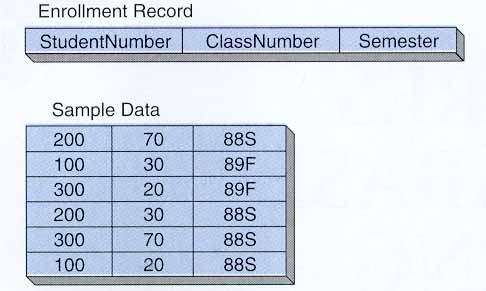 Enrollment Record
StudentNumber ClassNumber Semester
Sample Data
200 70 88S
100 30 89F
300 20 89F
200 30 88S
300 70 88S
100 20 88S